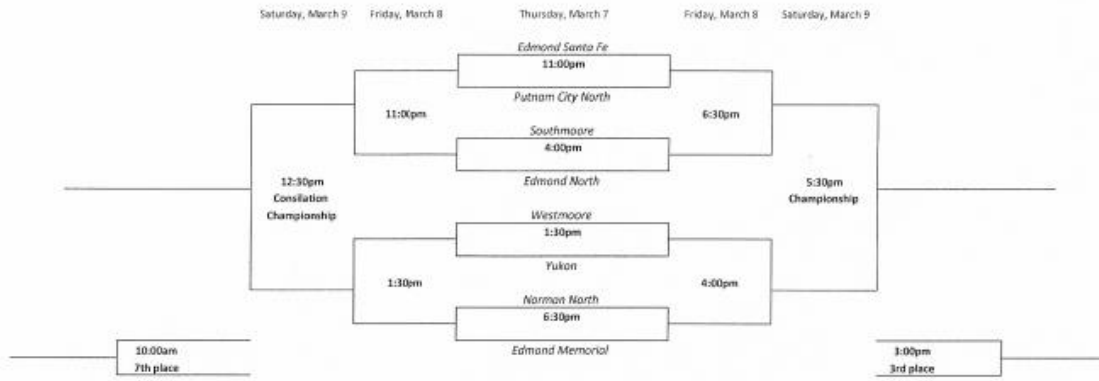 Saturday, March 9 Friday, March 8 Thursday, March 7 Friday, March 8 Saturday, March 9
Edmond Santa Fe
11:00pm
Putnam City North
11:00pm 6:30pm
Southmoore
4:00pm
Edmond North
12:30pm 5:30pm
Consilation Championship
Championship
Westmoore
1:30pm
Yukon
1:30pm 4:00pm
Norman North
6:30pm
Edmond Memorial
10:00am 3:00pm
7th place 3rd place